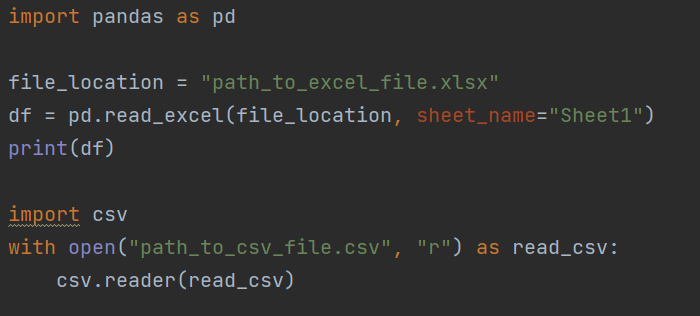 import pandas as pd
file_location = "path_to_excel_file.xlsx"
df = pd.read_excel(file_location, sheet_name="Sheet1")
print(df)
import csv
with open("path_to_csv_file.csv", "r") as read_csv:
    csv.reader(read_csv)